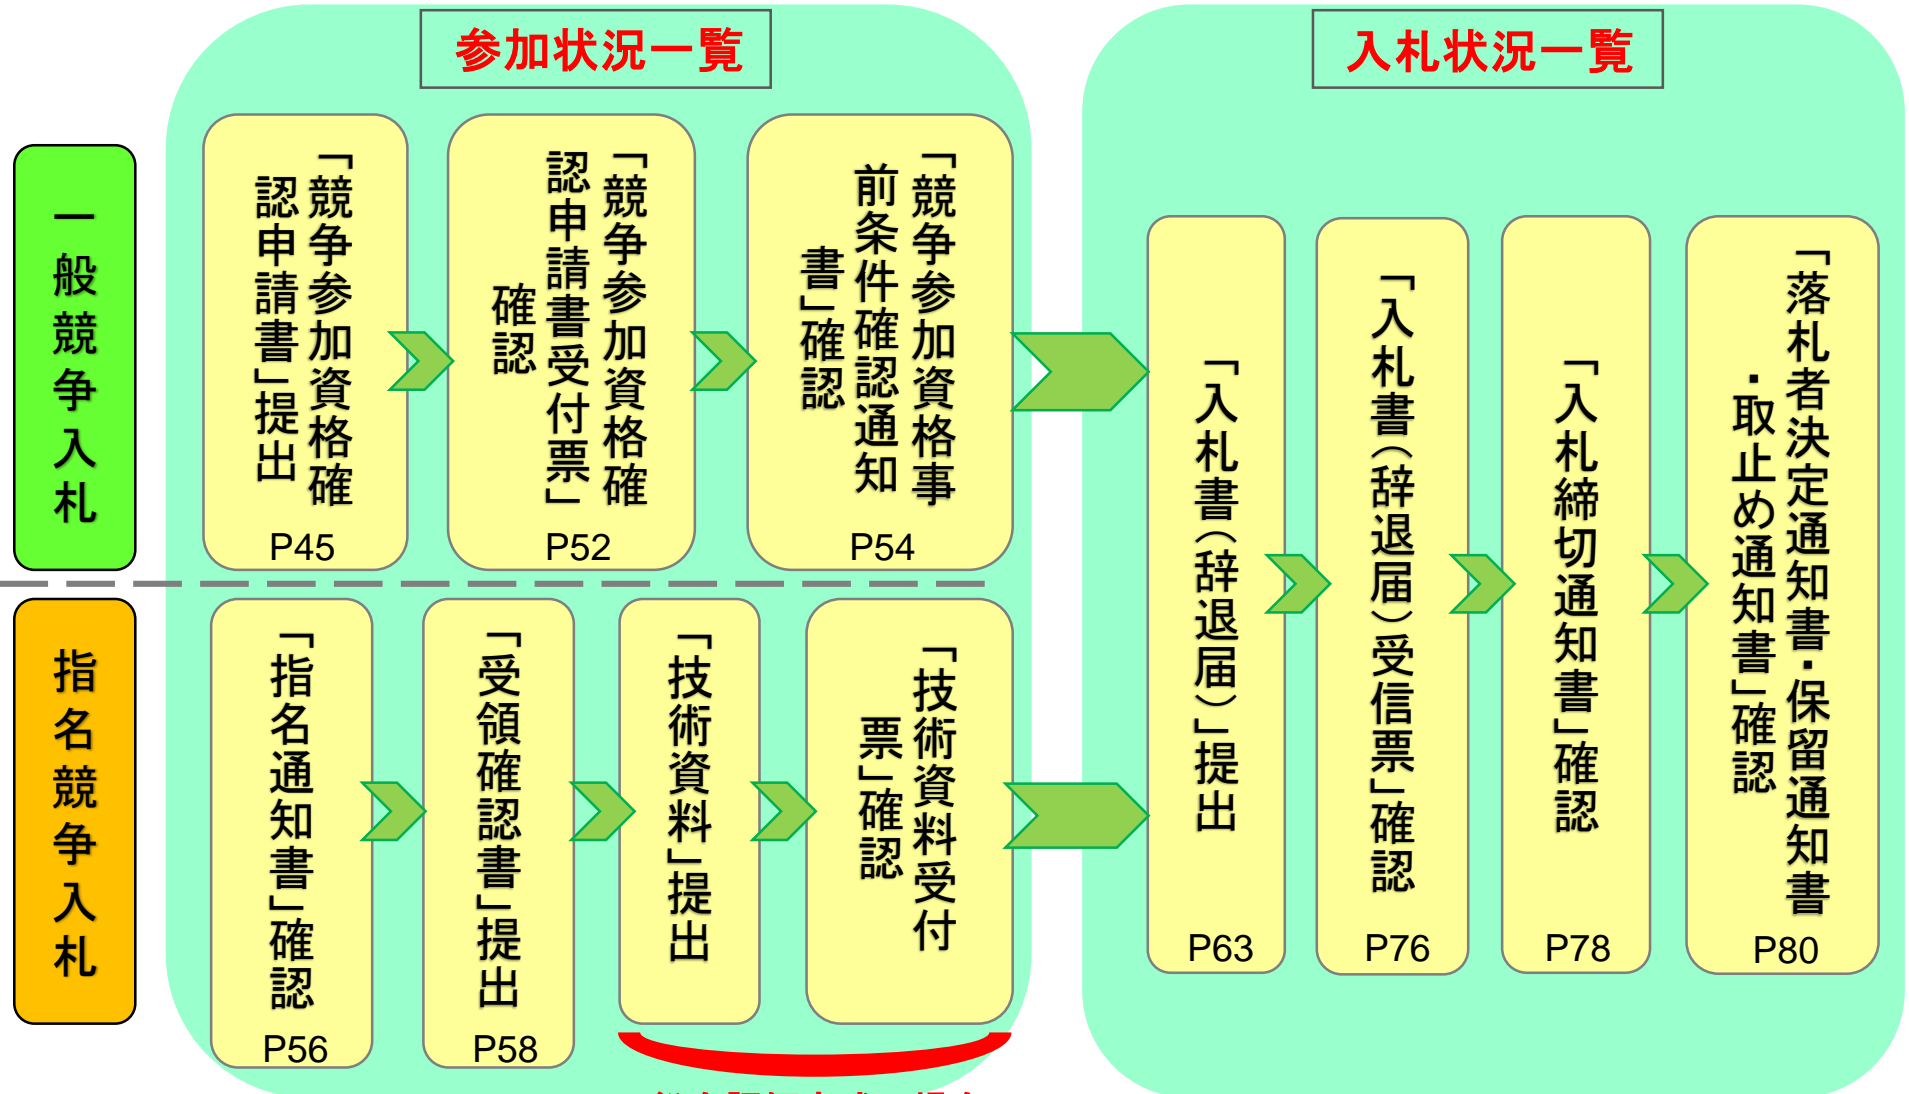 参加状況一覧
入札状況一覧
一般競争入札
「競争参加資格確
認申請書」提出
P45
「競争参加資格確
認申請書受付票」
確認
P52
「競争参加資格事
前条件確認通知
書」確認
P54
指名競争入札
「指名通知書」確認
P56
「受領確認書」提出
P58
「技術資料」提出
「技術資料受付
票」確認
「入札書（辞退届）」提出
P63
「入札書（辞退届）受信票」確認
P76
「入札締切通知書」確認
P78
「落札者決定通知書・保留通知書
・取止め通知書」確認
P80